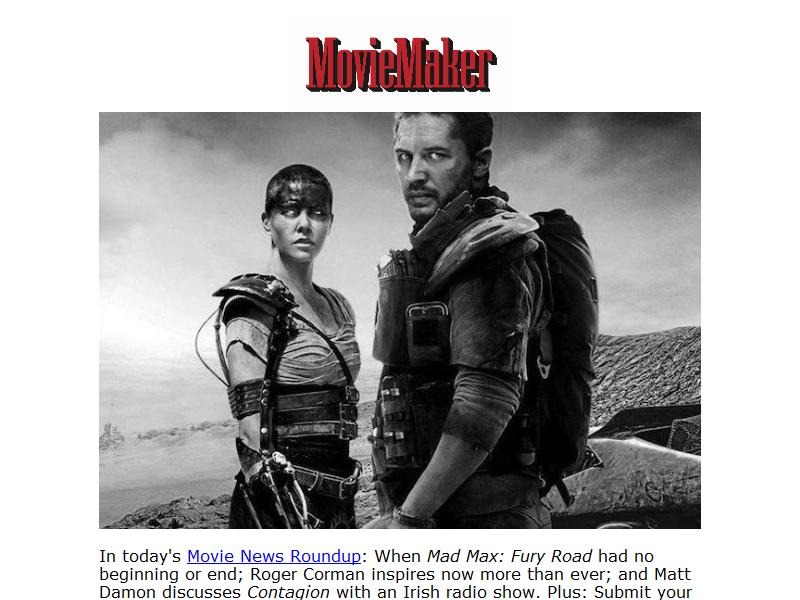 MovieMaker
In today's Movie News Roundup: When Mad Max: Fury Road had no
beginning or end; Roger Corman inspires now more than ever; and Matt
Damon discusses Contagion with an Irish radio show. Plus: Submit your